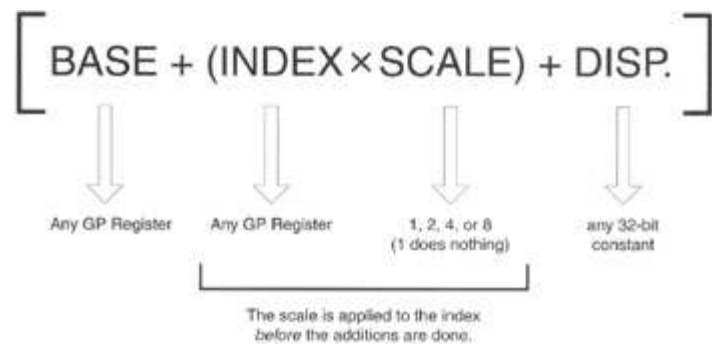 [BASE + (INDEX×SCALE) + DISP.]
Any GP Register
Any GP Register
1, 2, 4, or 8
(1 does nothing)
any 32-bit
constant
The scale is applied to the index
before the additions are done.